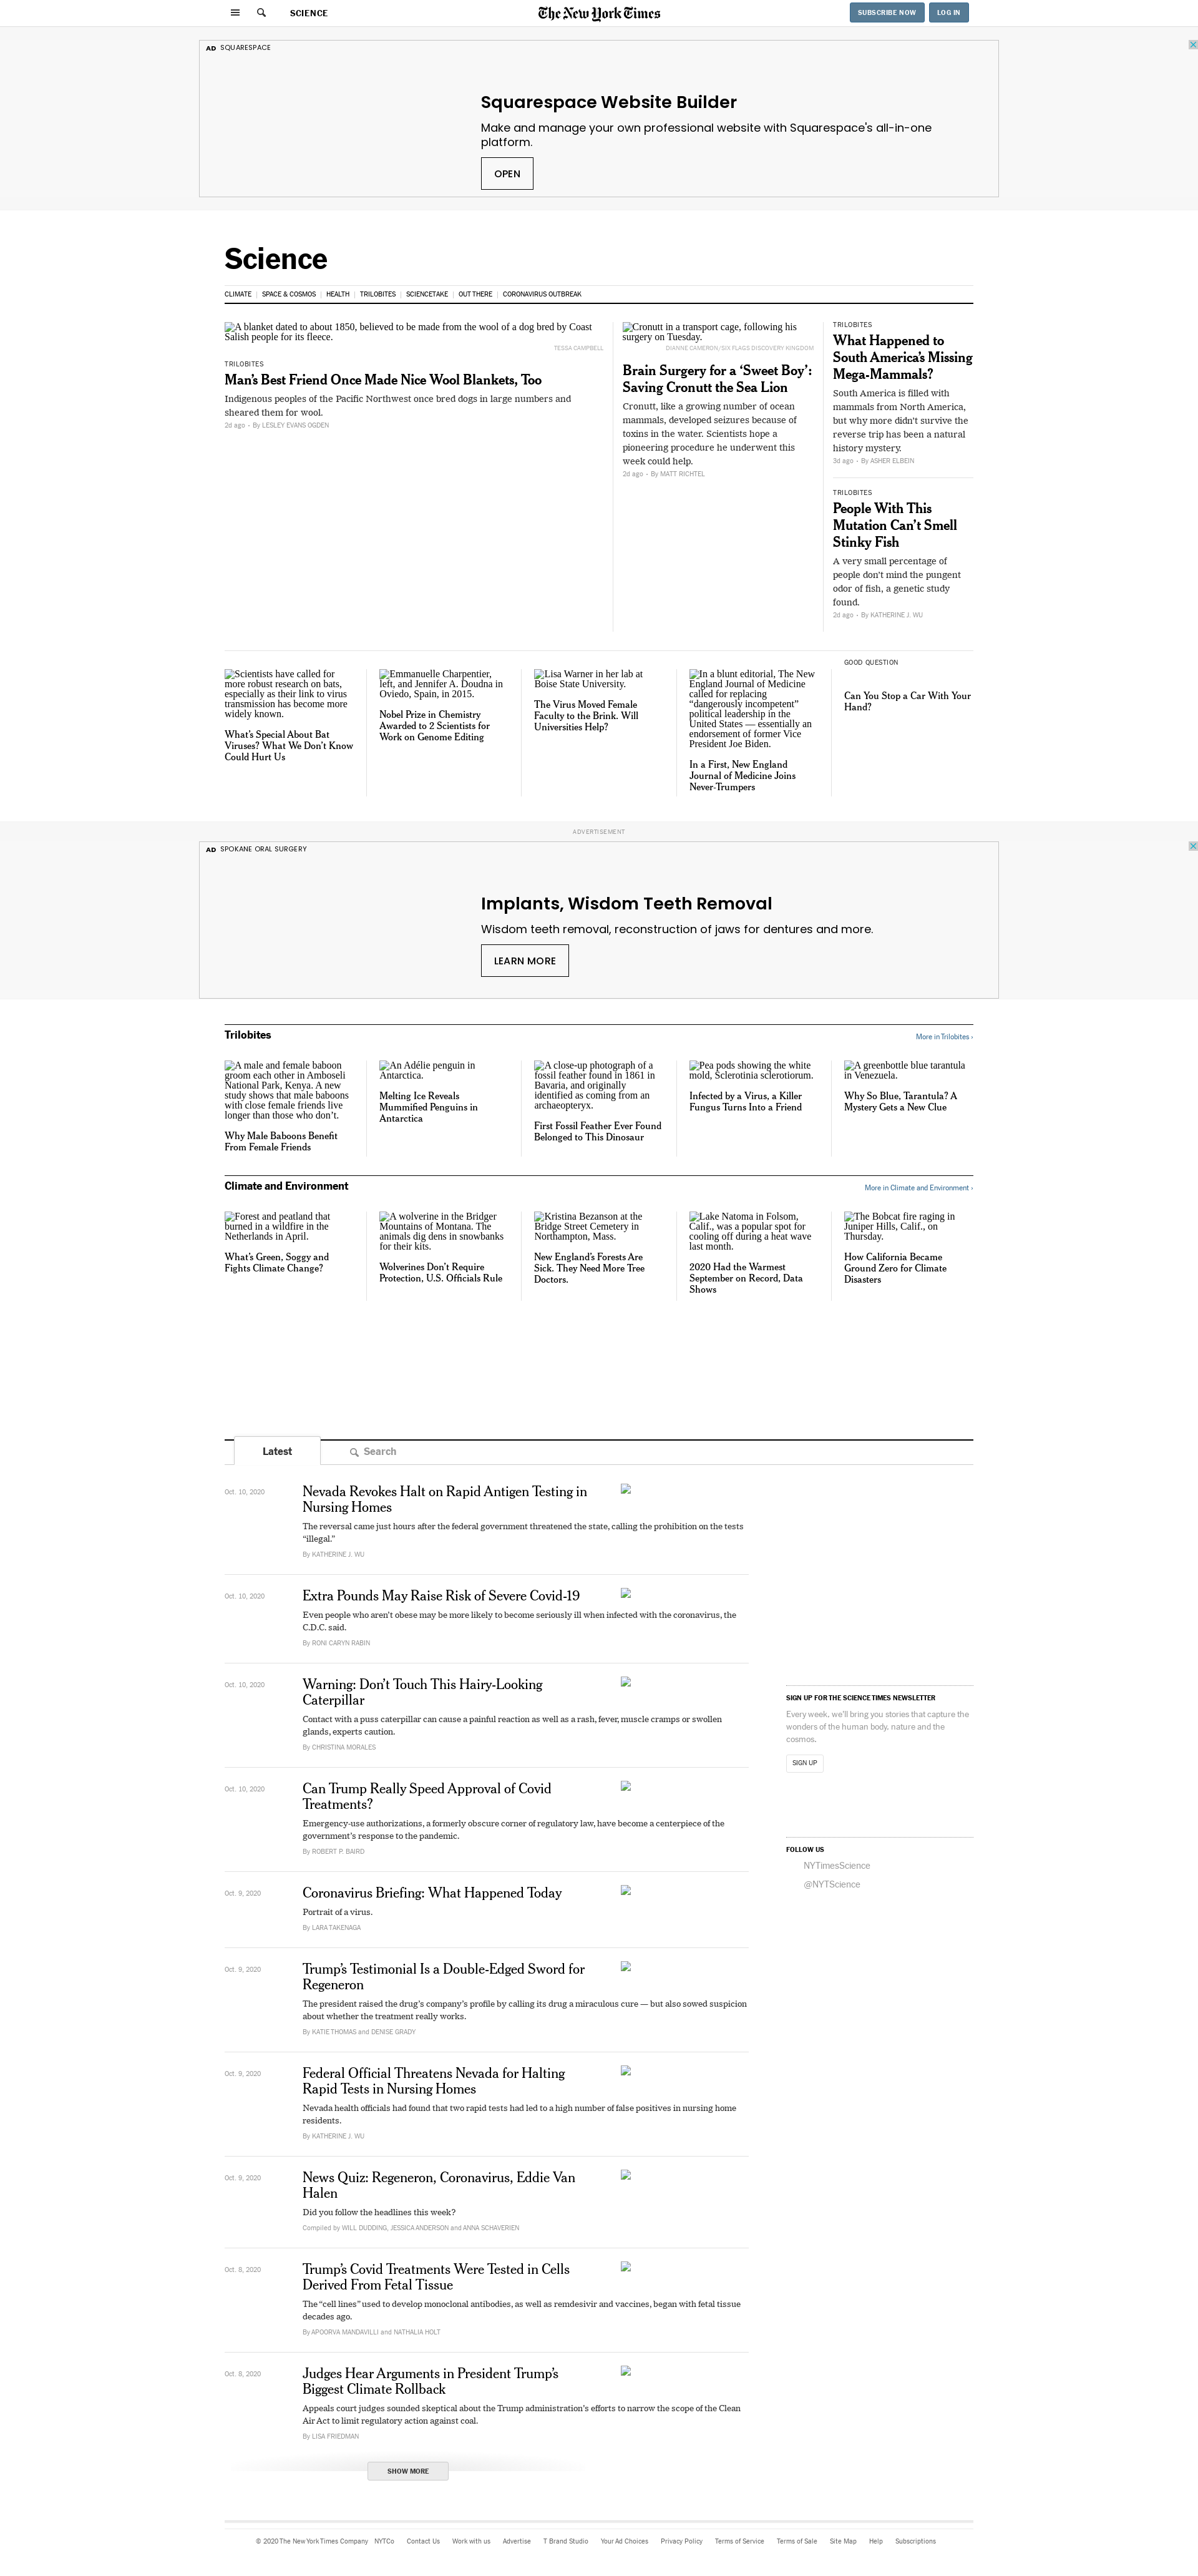 SCIENCE
The New York Times
SUBSCRIBE NOW
LOG IN
AD SQUARESPACE
Squarespace Website Builder
Make and manage your own professional website with Squarespace's all-in-one
platform.
OPEN
Science
CLIMATE | SPACE & COSMOS | HEALTH | TRILOBITES | SCIENCETAKE | OUT THERE | CORONAVIRUS OUTBREAK
A blanket dated to about 1850, believed to be made from the wool of a dog bred by Coast
Salish people for its fleece.
TESSA CAMPBELL
TRILOBITES
Man’s Best Friend Once Made Nice Wool Blankets, Too
Indigenous peoples of the Pacific Northwest once bred dogs in large numbers and
sheared them for wool.
2d ago - By LESLEY EVANS OGDEN
Cronutt in a transport cage, following his
surgery on Tuesday.
DIANNE CAMERON/SIX FLAGS DISCOVERY KINGDOM
Brain Surgery for a ‘Sweet Boy’:
Saving Cronutt the Sea Lion
Cronutt, like a growing number of ocean
mammals, developed seizures because of
toxins in the water. Scientists hope a
pioneering procedure he underwent this
week could help.
2d ago - By MATT RICHTEL
TRILOBITES
What Happened to
South America’s Missing
Mega-Mammals?
South America is filled with
mammals from North America,
but why more didn't survive the
reverse trip has been a natural
history mystery.
3d ago - By ASHER ELBEIN
TRILOBITES
People With This
Mutation Can’t Smell
Stinky Fish
A very small percentage of
people don’t mind the pungent
odor of fish, a genetic study
found.
2d ago - By KATHERINE J. WU
Scientists have called for
more robust research on bats,
especially as their link to virus
transmission has become more
widely known.
What’s Special About Bat
Viruses? What We Don’t Know
Could Hurt Us
Emmanuelle Charpentier,
left, and Jennifer A. Doudna in
Oviedo, Spain, in 2015.
Nobel Prize in Chemistry
Awarded to 2 Scientists for
Work on Genome Editing
Lisa Warner in her lab at
Boise State University.
The Virus Moved Female
Faculty to the Brink. Will
Universities Help?
In a blunt editorial, The New
England Journal of Medicine
called for replacing
“dangerously incompetent”
political leadership in the
United States — essentially an
endorsement of former Vice
President Joe Biden.
In a First, New England
Journal of Medicine Joins
Never-Trumpers
GOOD QUESTION
Can You Stop a Car With Your
Hand?
ADVERTISEMENT
AD SPOKANE ORAL SURGERY
Implants, Wisdom Teeth Removal
Wisdom teeth removal, reconstruction of jaws for dentures and more.
LEARN MORE
Trilobites
More in Trilobites ›
A male and female baboon
groom each other in Amboseli
National Park, Kenya. A new
study shows that male baboons
with close female friends live
longer than those who don’t.
Why Male Baboons Benefit
From Female Friends
An Adélie penguin in
Antarctica.
Melting Ice Reveals
Mummified Penguins in
Antarctica
A close-up photograph of a
fossil feather found in 1861 in
Bavaria, and originally
identified as coming from an
archaeopteryx.
First Fossil Feather Ever Found
Belonged to This Dinosaur
Pea pods showing the white
mold, Sclerotinia sclerotiorum.
Infected by a Virus, a Killer
Fungus Turns Into a Friend
A greenbottle blue tarantula
in Venezuela.
Why So Blue, Tarantula? A
Mystery Gets a New Clue
Climate and Environment
More in Climate and Environment ›
Forest and peatland that
burned in a wildfire in the
Netherlands in April.
What’s Green, Soggy and
Fights Climate Change?
A wolverine in the Bridger
Mountains of Montana. The
animals dig dens in snowbanks
for their kits.
Wolverines Don’t Require
Protection, U.S. Officials Rule
Kristina Bezanson at the
Bridge Street Cemetery in
Northampton, Mass.
New England’s Forests Are
Sick. They Need More Tree
Doctors.
Lake Natoma in Folsom,
Calif., was a popular spot for
cooling off during a heat wave
last month.
2020 Had the Warmest
September on Record, Data
Shows
The Bobcat fire raging in
Juniper Hills, Calif., on
Thursday.
How California Became
Ground Zero for Climate
Disasters
Latest
Search
Oct. 10, 2020
Nevada Revokes Halt on Rapid Antigen Testing in
Nursing Homes
The reversal came just hours after the federal government threatened the state, calling the prohibition on the tests
“illegal.”
By KATHERINE J. WU
Oct. 10, 2020
Extra Pounds May Raise Risk of Severe Covid-19
Even people who aren’t obese may be more likely to become seriously ill when infected with the coronavirus, the
C.D.C. said.
By RONI CARYN RABIN
Oct. 10, 2020
Warning: Don’t Touch This Hairy-Looking
Caterpillar
Contact with a puss caterpillar can cause a painful reaction as well as a rash, fever, muscle cramps or swollen
glands, experts caution.
By CHRISTINA MORALES
Oct. 10, 2020
Can Trump Really Speed Approval of Covid
Treatments?
Emergency-use authorizations, a formerly obscure corner of regulatory law, have become a centerpiece of the
government’s response to the pandemic.
By ROBERT P. BAIRD
Oct. 9, 2020
Coronavirus Briefing: What Happened Today
Portrait of a virus.
By LARA TAKENAGA
Oct. 9, 2020
Trump’s Testimonial Is a Double-Edged Sword for
Regeneron
The president raised the drug’s company’s profile by calling its drug a miraculous cure — but also sowed suspicion
about whether the treatment really works.
By KATIE THOMAS and DENISE GRADY
Oct. 9, 2020
Federal Official Threatens Nevada for Halting
Rapid Tests in Nursing Homes
Nevada health officials had found that two rapid tests had led to a high number of false positives in nursing home
residents.
By KATHERINE J. WU
Oct. 9, 2020
News Quiz: Regeneron, Coronavirus, Eddie Van
Halen
Did you follow the headlines this week?
Compiled by WILL DUDDING, JESSICA ANDERSON and ANNA SCHAVERIEN
Oct. 8, 2020
Trump’s Covid Treatments Were Tested in Cells
Derived From Fetal Tissue
The “cell lines” used to develop monoclonal antibodies, as well as remdesivir and vaccines, began with fetal tissue
decades ago.
By APOORVA MANDAVILLI and NATHALIA HOLT
Oct. 8, 2020
Judges Hear Arguments in President Trump’s
Biggest Climate Rollback
Appeals court judges sounded skeptical about the Trump administration’s efforts to narrow the scope of the Clean
Air Act to limit regulatory action against coal.
By LISA FRIEDMAN
SHOW MORE
SIGN UP FOR THE SCIENCE TIMES NEWSLETTER
Every week, we'll bring you stories that capture the
wonders of the human body, nature and the
cosmos.
SIGN UP
FOLLOW US
NYTimesScience
@NYTScience
© 2020 The New York Times Company NYTCo Contact Us Work with us Advertise T Brand Studio Your Ad Choices Privacy Policy Terms of Service Terms of Sale Site Map Help Subscriptions